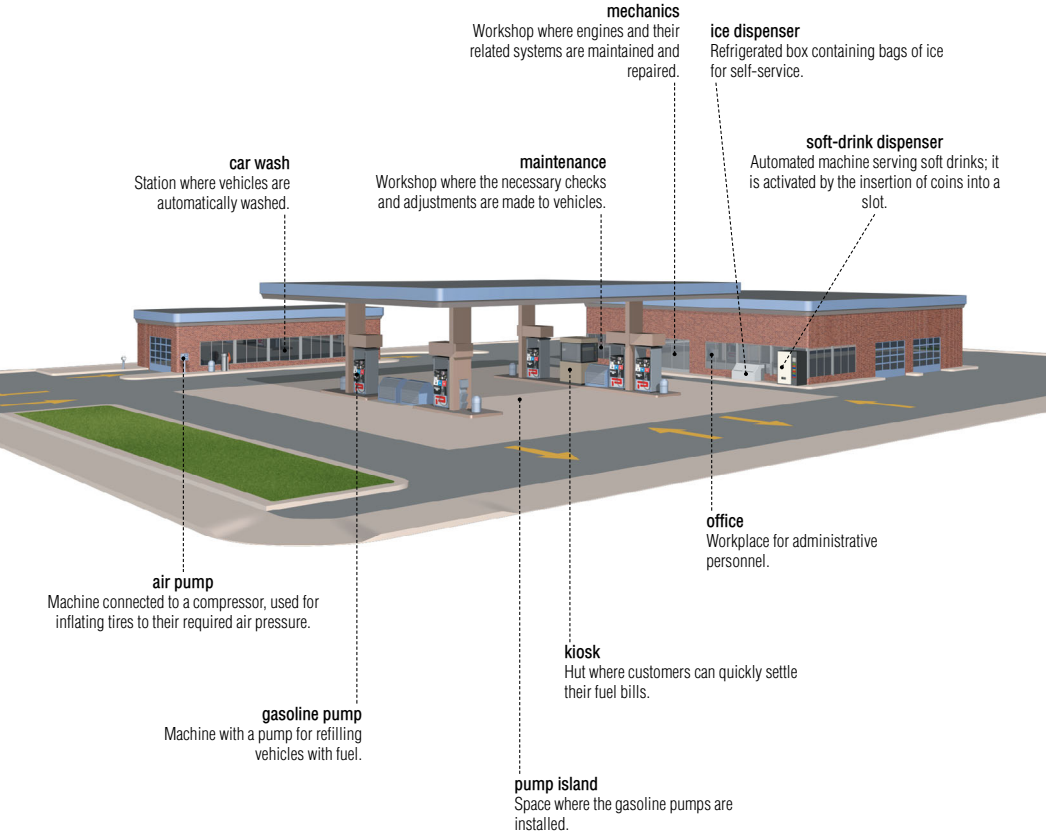 mechanics
Workshop where engines and their
related systems are maintained and
repaired.
ice dispenser
Refrigerated box containing bags of ice
for self-service.
soft-drink dispenser
Automated machine serving soft drinks; it
is activated by the insertion of coins into a
slot.
car wash
Station where vehicles are
automatically washed.
maintenance
Workshop where the necessary checks
and adjustments are made to vehicles.
office
Workplace for administrative
personnel.
air pump
Machine connected to a compressor, used for
inflating tires to their required air pressure.
kiosk
Hut where customers can quickly settle
their fuel bills.
gasoline pump
Machine with a pump for refilling
vehicles with fuel.
pump island
Space where the gasoline pumps are
installed.